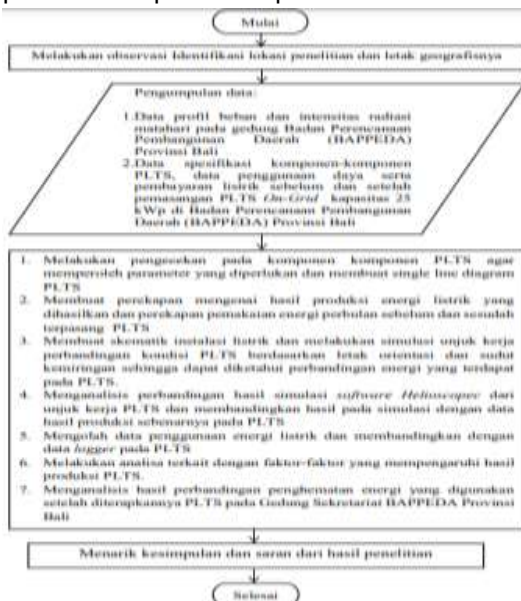 Mulai
Melakukan observasi Identifikasi lokasi penelitian dan letak geografisnya
Pengumpulan data:
1.Data profil beban dan intensitas radiasi
matahari pada gedung Badan Perencanaan
Pembangunan Daerah (BAPPEDA)
Provinsi Bali
2.Data spesifikasi komponen-komponen
PLTS, data penggunaan daya serta
pembayaran listrik sebelum dan setelah
pemasangan PLTS On-Grid kapasitas 25
kWp di Badan Perencanaan Pembangunan
Daerah (BAPPEDA) Provinsi Bali
1. Melakukan pengecekan pada komponen komponen PLTS agar
memperoleh parameter yang diperlukan dan membuat single line diagram
PLTS
2. Membuat perekapan mengenai hasil produksi energi listrik yang
dihasilkan dan perekapan pemakaian energi perbulan sebelum dan sesudah
terpasang PLTS
3. Membuat skematik instalasi listrik dan melakukan simulasi unjuk kerja
perbandingan kondisi PLTS berdasarkan letak orientasi dan sudut
kemiringan sehingga dapat diketahui perbandingan energi yang terdapat
pada PLTS.
4. Menganalisis perbandingan hasil simulasi software Helioscopec dari
unjuk kerja PLTS dan membandingkan hasil pada simulasi dengan data
hasil produksi sebenarnya pada PLTS
5. Mengolah data penggunaan energi listrik dan membandingkan dengan
data logger pada PLTS
6. Melakukan analisa terkait dengan faktor-faktor yang mempengaruhi hasil
produksi PLTS.
7. Menganalisis hasil perbandingan penghematan energi yang digunakan
setelah diterapkannya PLTS pada Gedung Sekretariat BAPPEDA Provinsi
Bali
Menarik kesimpulan dan saran dari hasil penelitian
Selesai